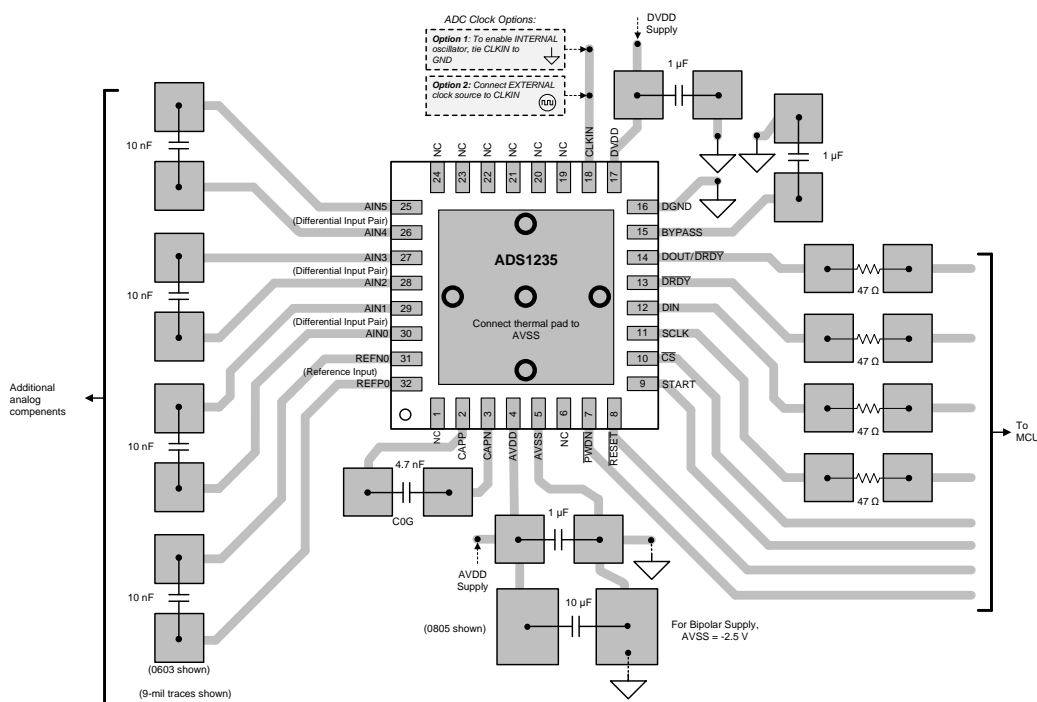 ADC Clock Options:
Option 1: To enable INTERNAL
oscillator, tie CLKIN to
GND
Option 2: Connect EXTERNAL
clock source to CLKIN
DVDD
Supply
1 µF
1 µF
10 nF
NC
NC
NC
NC
NC
NC
CLKIN
DVDD
24
23
22
21
20
19
18
17
AIN5
25
(Differential Input Pair)
AIN4
26
AIN3
27
(Differential Input Pair)
AIN2
28
AIN1
29
(Differential Input Pair)
AIN0
30
REFN0
31
(Reference Input)
REFP0
32
ADS1235
Connect thermal pad to
AVSS
16
DGND
15
BYPASS
14
DOUT/DRDY
13
DRDY
12
DIN
11
SCLK
10
CS
9
START
1
2
3
4
5
6
7
8
NC
CAPP
CAPN
AVDD
AVSS
NC
PWDN
RESET
10 nF
10 nF
10 nF
Additional
analog
compenents
47 Ω
47 Ω
47 Ω
47 Ω
To
MCU
4.7 nF
C0G
1 µF
AVDD
Supply
10 µF
(0805 shown)
For Bipolar Supply,
AVSS = -2.5 V
(0603 shown)
(9-mil traces shown)